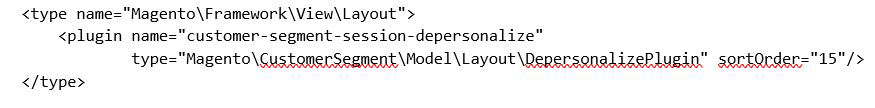 <type name="Magento\Framework\View\Layout">
<plugin name="customer-segment-session-depersonalize"
type="Magento\CustomerSegment\Model\Layout\DepersonalizePlugin" sortOrder="15"/>
</type>